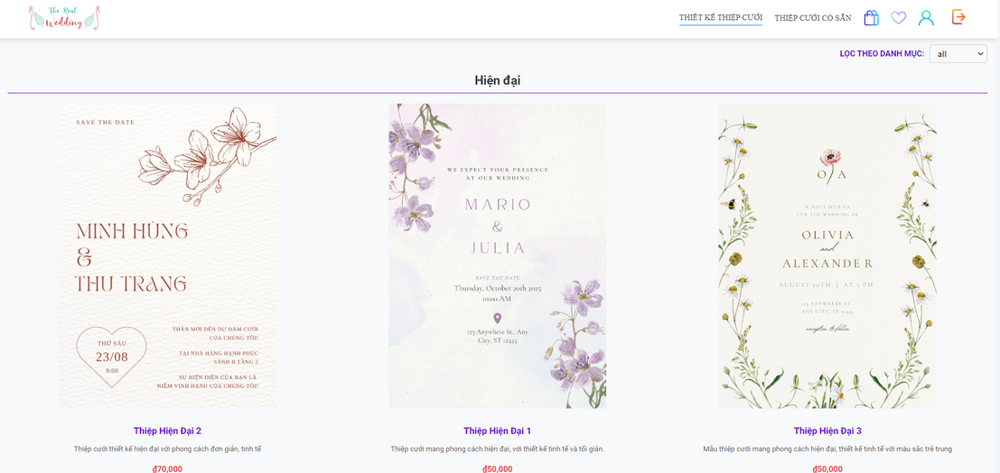 The Real
Wedding
THIẾT KẾ THIỆP CƯỚI
THIỆP CƯỚI CÓ SẴN
LỌC THEO DANH MỤC:
all
Hiện đại
SAVE THE DATE
MINH HÙNG
&
THU TRANG
THỨ SÁU
23/08
9:00
THÂN MỜI ĐẾN DỰ ĐÁM CƯỚI
CỦA CHÚNG TÔI!
TẠI NHÀ HÀNG HẠNH PHÚC
SẢNH B TẦNG 2
SỰ HIỆN DIỆN CỦA BẠN LÀ
NIỀM VINH HẠNH CỦA CHÚNG TÔI!
WE EXPECT YOUR PRESENCE
AT OUR WEDDING
MARIO
&
JULIA
SAVE THE DATE
Thursday, October 20th 2025
10:00 AM
123 Anywhere St., Any
City, ST 12345
O A
KINDLY JOIN US
FOR THE WEDDING OF
OLIVIA
and
ALEXANDER
AUGUST 20TH | AT 5 PM
123 ANYWHERE ST.
ANY CITY, ST 12345
reception to follow
Thiệp Hiện Đại 2
Thiệp cưới thiết kế hiện đại với phong cách đơn giản, tinh tế
₫70,000
Thiệp Hiện Đại 1
Thiệp cưới mang phong cách hiện đại, với thiết kế tinh tế và tối giản.
₫50,000
Thiệp Hiện Đại 3
Mẫu thiệp cưới mang phong cách hiện đại, thiết kế tinh tế với màu sắc trẻ trung
₫50,000